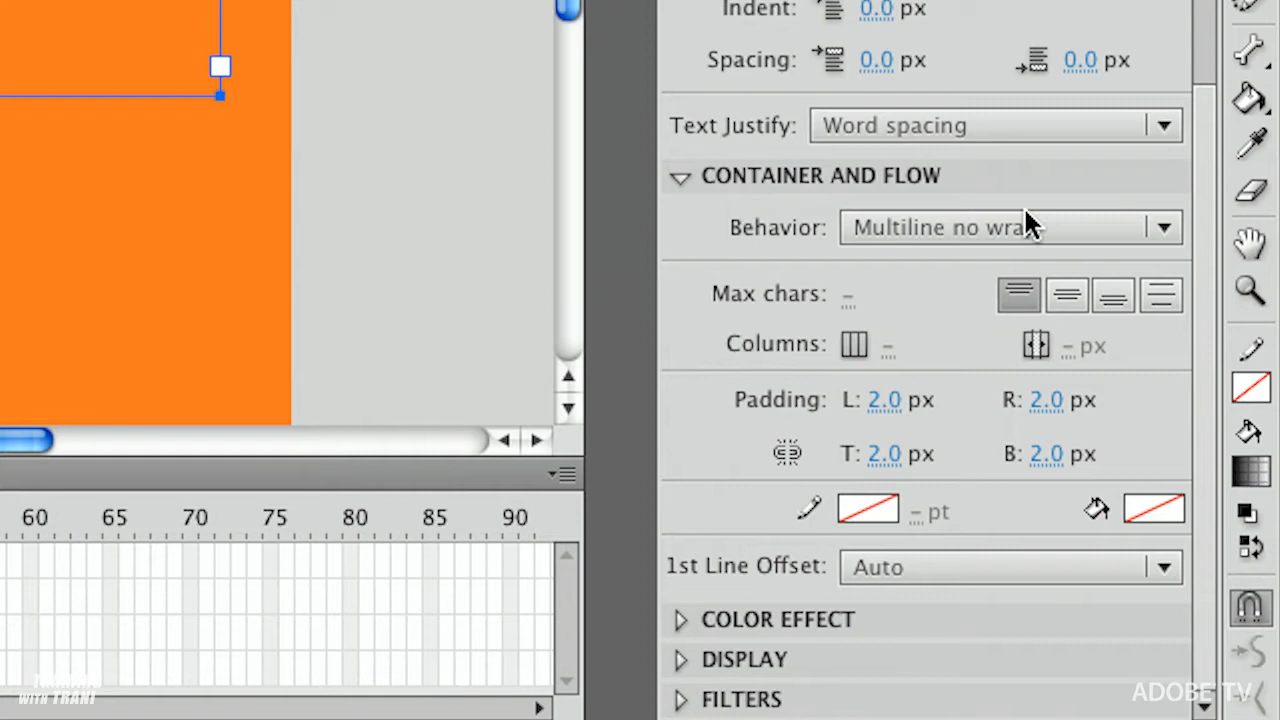 Indent: 0.0 px
Spacing: 0.0 px 0.0 px
Text Justify: Word spacing
CONTAINER AND FLOW
Behavior: Multiline no wra
Max chars: –
Columns: – – px
Padding: L: 2.0 px R: 2.0 px
T: 2.0 px B: 2.0 px
– pt
60 65 70 75 80 85 90
1st Line Offset: Auto
COLOR EFFECT
DISPLAY
FILTERS
WITH TRANI
ADOBE TV